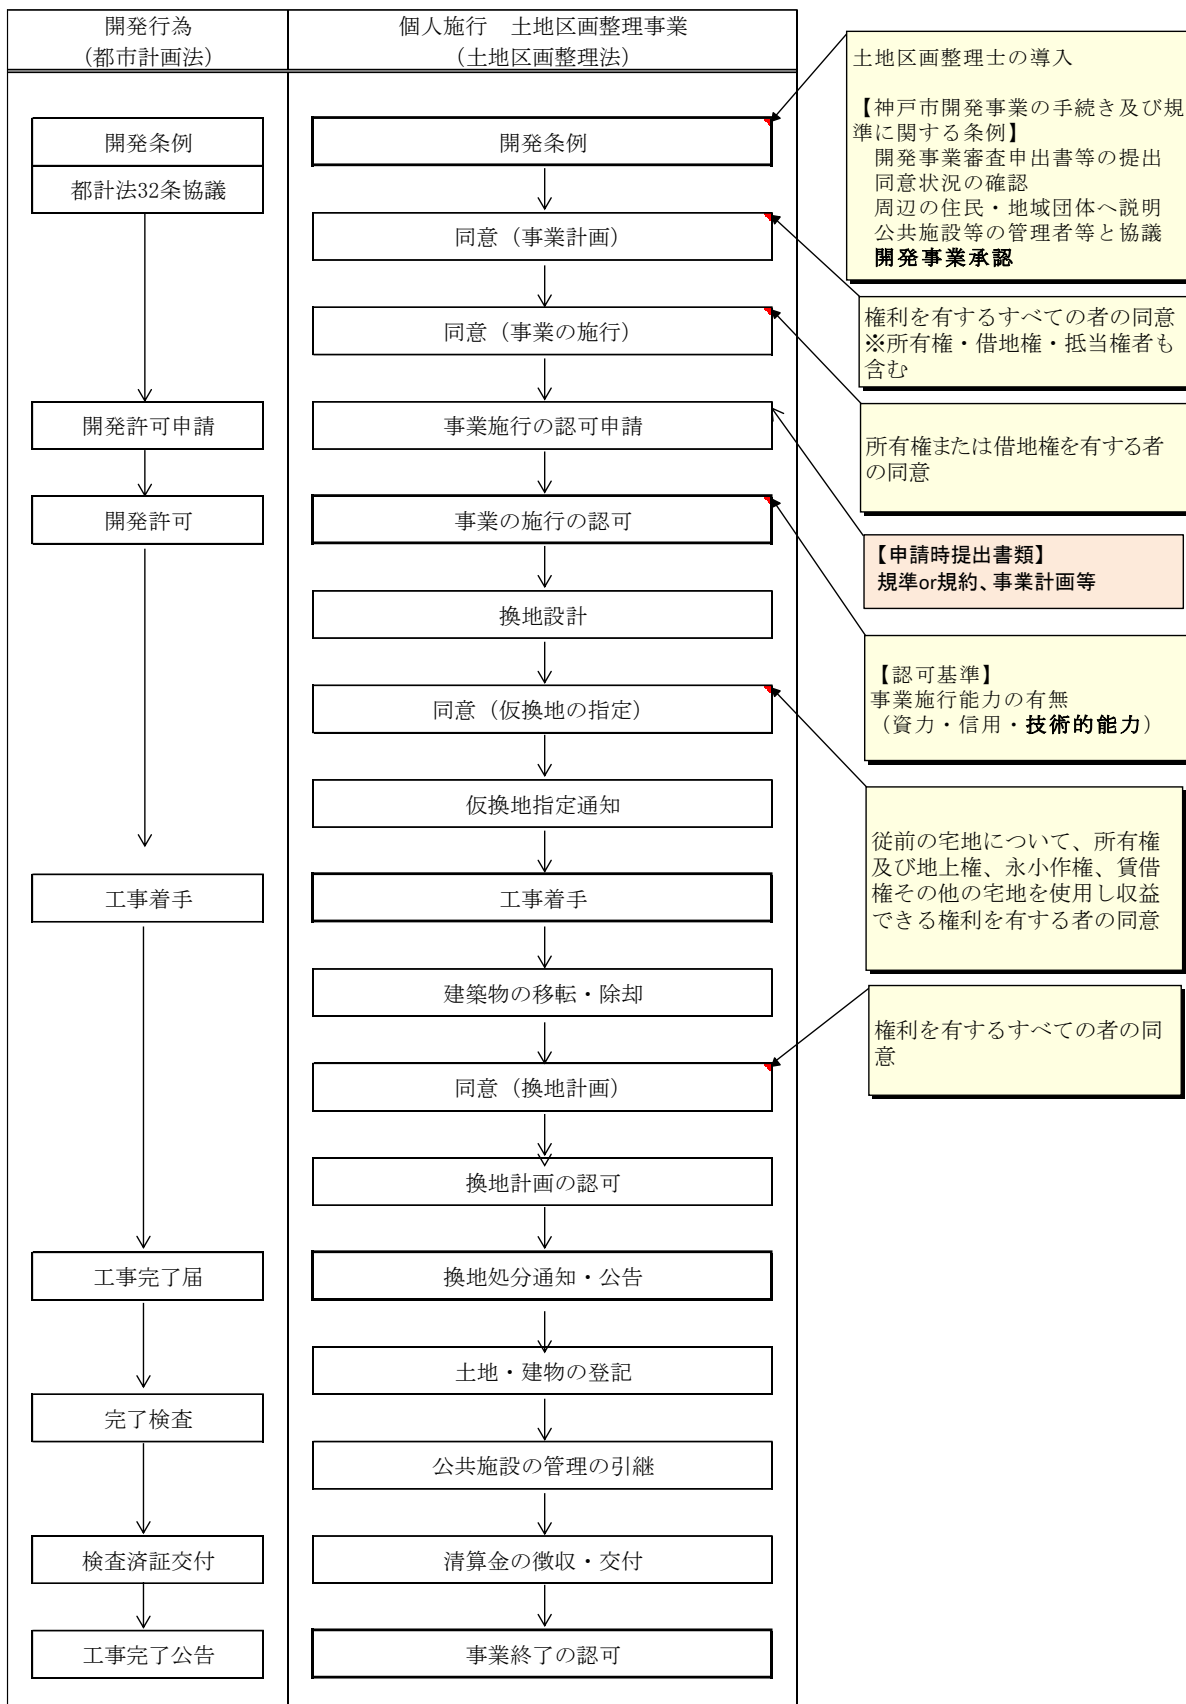 開発行為
(都市計画法)
個人施行　土地区画整理事業
(土地区画整理法)
開発条例
都計法32条協議
開発許可申請
開発許可
工事着手
工事完了届
完了検査
検査済証交付
工事完了公告
開発条例
同意（事業計画）
同意（事業の施行）
事業施行の認可申請
事業の施行の認可
換地設計
同意（仮換地の指定）
仮換地指定通知
工事着手
建築物の移転・除却
同意（換地計画）
換地計画の認可
換地処分通知・公告
土地・建物の登記
公共施設の管理の引継
清算金の徴収・交付
事業終了の認可
土地区画整理士の導入
【神戸市開発事業の手続き及び規
準に関する条例】
開発事業審査申出書等の提出
同意状況の確認
周辺の住民・地域団体へ説明
公共施設等の管理者等と協議
開発事業承認
権利を有するすべての者の同意
※所有権・借地権・抵当権者も
含む
所有権または借地権を有する者
の同意
【申請時提出書類】
規準or規約、事業計画等
【認可基準】
事業施行能力の有無
（資力・信用・技術的能力）
従前の宅地について、所有権
及び地上権、永小作権、賃借
権その他の宅地を使用し収益
できる権利を有する者の同意
権利を有するすべての者の同
意